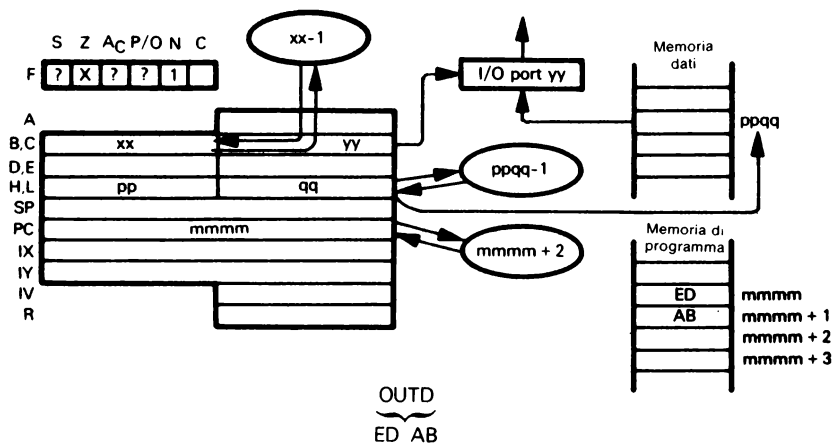 S Z AC P/O N C
F ? X ? ? 1
xx-1
I/O port yy
Memoria
dati
ppqq
A
B,C xx yy
D,E
H,L pp qq
ppqq-1
SP
PC mmmm
mmmm + 2
IX
IY
IV
R
Memoria di
programma
ED mmmm
AB mmmm + 1
mmmm + 2
mmmm + 3
OUTD
ED AB